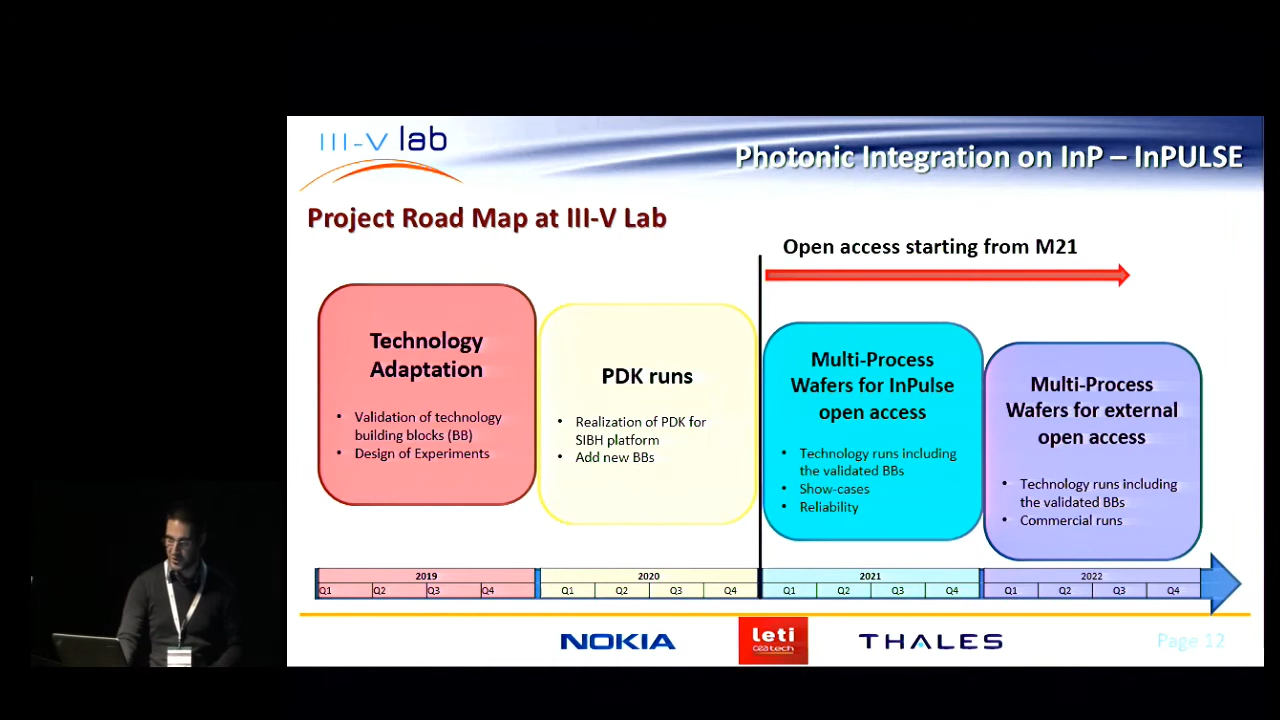 III-V lab
Photonic Integration on InP – InPULSE
Project Road Map at III-V Lab
Open access starting from M21
Technology
Adaptation
• Validation of technology
building blocks (BB)
• Design of Experiments
PDK runs
• Realization of PDK for
SIBH platform
• Add new BBs
Multi-Process
Wafers for InPulse
open access
• Technology runs including
the validated BBs
• Show-cases
• Reliability
Multi-Process
Wafers for external
open access
• Technology runs including
the validated BBs
• Commercial runs
2019 2020 2021 2022
Q1 Q2 Q3 Q4 Q1 Q2 Q3 Q4 Q1 Q2 Q3 Q4 Q1 Q2 Q3 Q4
NOKIA
leti
ceatech
THALES
Page 12